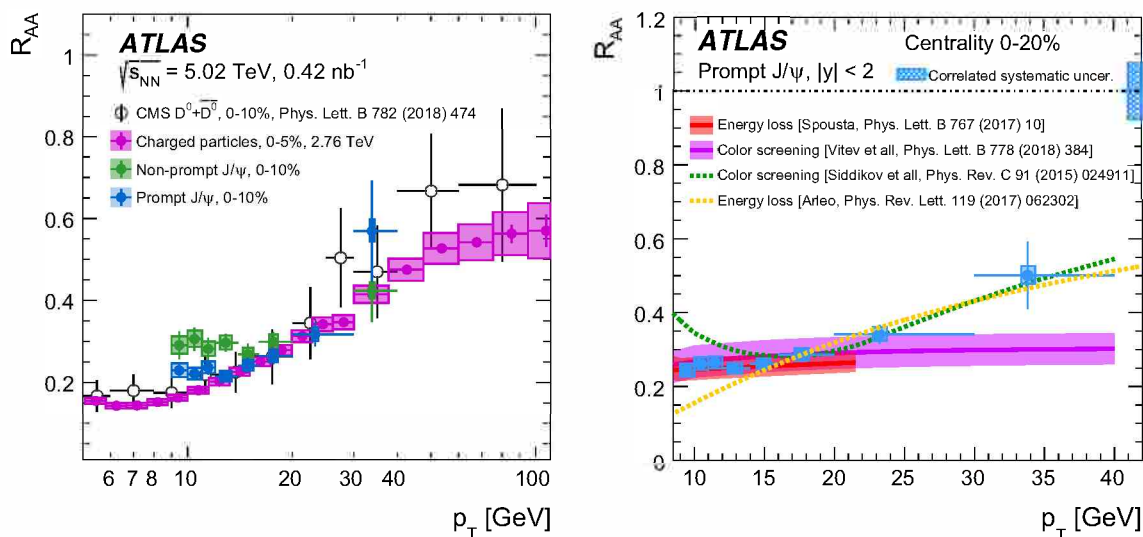 R_AA
ATLAS
√s_NN = 5.02 TeV, 0.42 nb⁻¹
CMS D⁰+D̅⁰, 0-10%, Phys. Lett. B 782 (2018) 474
Charged particles, 0-5%, 2.76 TeV
Non-prompt J/ψ, 0-10%
Prompt J/ψ, 0-10%
1
0.8
0.6
0.4
0.2
0
6 7 8 10 20 30 40 100
p_T [GeV]
R_AA
ATLAS Centrality 0-20%
Prompt J/ψ, |y| < 2
Correlated systematic uncer.
Energy loss [Spousta, Phys. Lett. B 767 (2017) 10]
Color screening [Vitev et all, Phys. Lett. B 778 (2018) 384]
Color screening [Siddikov et all, Phys. Rev. C 91 (2015) 024911]
Energy loss [Arleo, Phys. Rev. Lett. 119 (2017) 062302]
1.2
1
0.8
0.6
0.4
0.2
0
10 15 20 25 30 35 40
p_T [GeV]